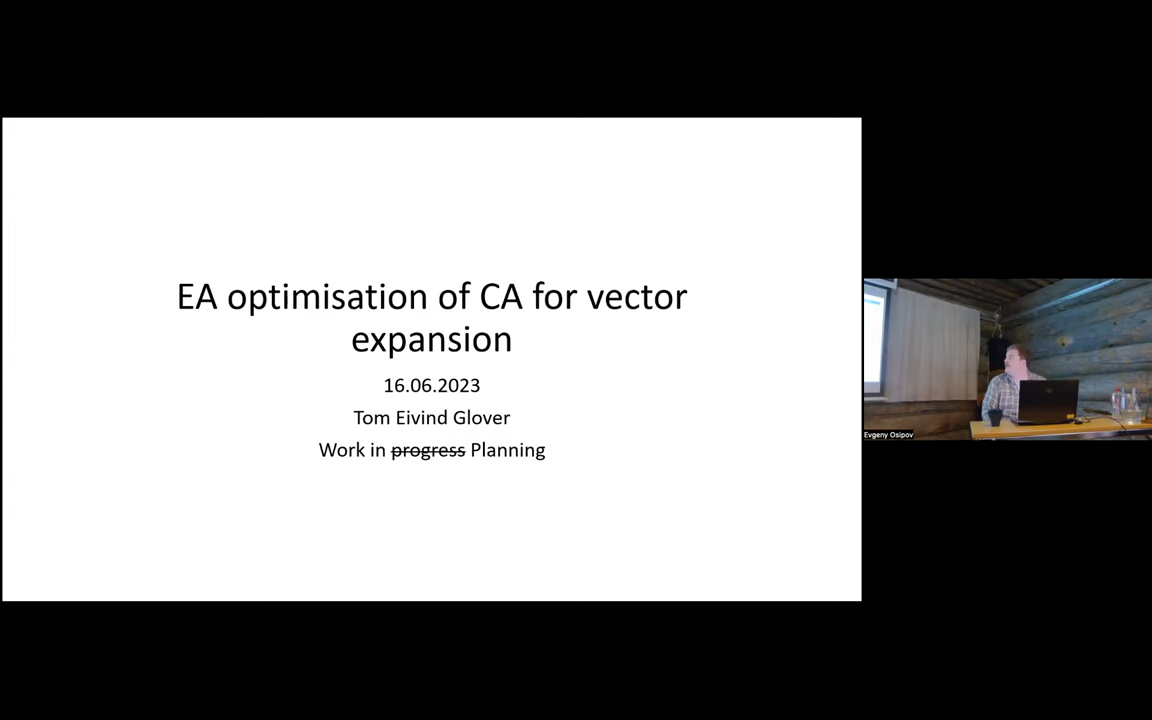 EA optimisation of CA for vector
expansion
16.06.2023
Tom Eivind Glover
Work in progress Planning
Evgeny Osipov